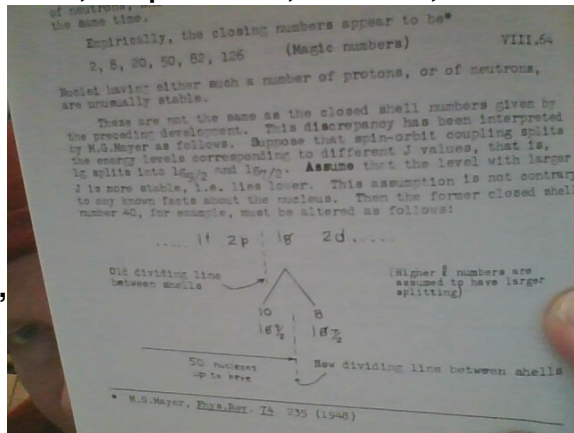 of neutrons,
the same time.
Empirically, the closing numbers appear to be*
2, 8, 20, 50, 82, 126 (Magic numbers) VIII,64
Nuclei having either such a number of protons, or of neutrons,
are unusually stable.
These are not the same as the closed shell numbers given by
the preceding development. This discrepancy has been interpreted
by M.G.Mayer as follows. Suppose that spin-orbit coupling splits
the energy levels corresponding to different J values, that is,
1g splits into 1g9/2 and 1g7/2. Assume that the level with larger
J is more stable, i.e. lies lower. This assumption is not contrary
to any known facts about the nucleus. Then the former closed shell
number 40, for example, must be altered as follows:
..... 1f 2p 1g 2d .....
Old dividing line
between shells
(Higher ℓ numbers are
assumed to have larger
splitting)
10 8
1g 9/2 1g 7/2
50 nucleons
up to here
New dividing line between shells
* M.G.Mayer, Phys.Rev. 74 235 (1948)